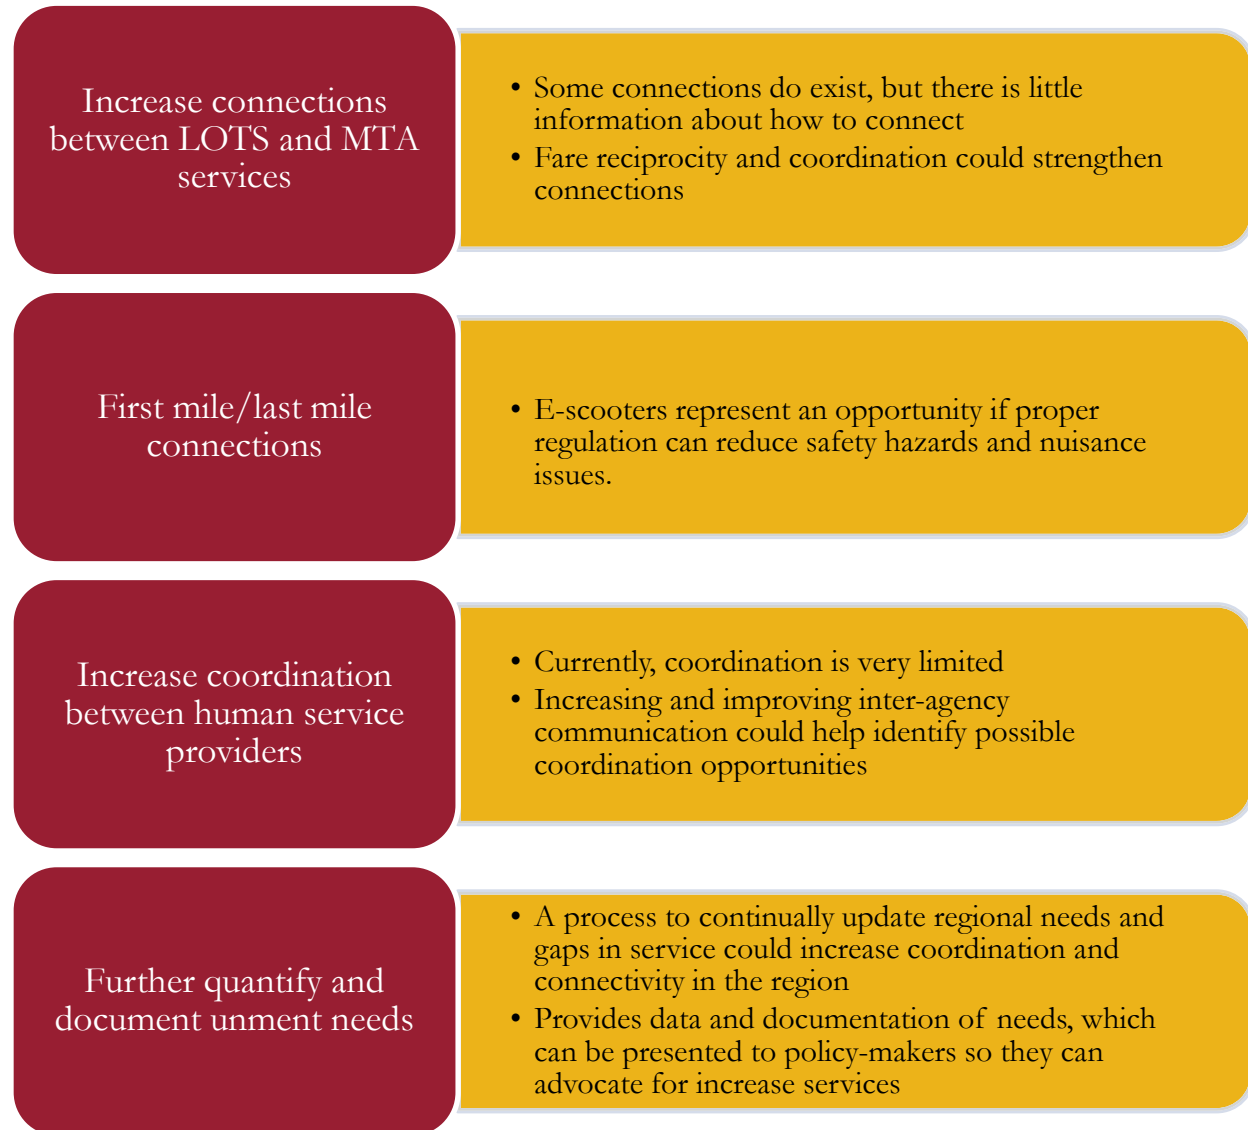 Increase connections
between LOTS and MTA
services
• Some connections do exist, but there is little
information about how to connect
• Fare reciprocity and coordination could strengthen
connections
First mile/last mile
connections
• E-scooters represent an opportunity if proper
regulation can reduce safety hazards and nuisance
issues.
Increase coordination
between human service
providers
• Currently, coordination is very limited
• Increasing and improving inter-agency
communication could help identify possible
coordination opportunities
Further quantify and
document unment needs
• A process to continually update regional needs and
gaps in service could increase coordination and
connectivity in the region
• Provides data and documentation of needs, which
can be presented to policy-makers so they can
advocate for increase services